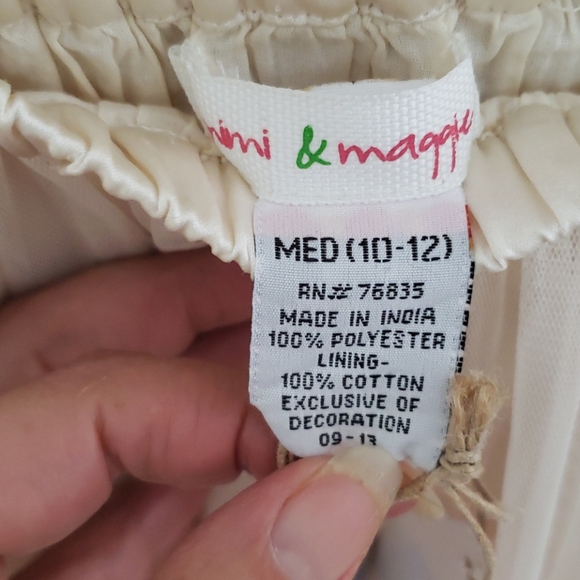 mimi & maggie
MED (10-12)
RN# 76835
MADE IN INDIA
100% POLYESTER
LINING-
100% COTTON
EXCLUSIVE OF
DECORATION
09-13